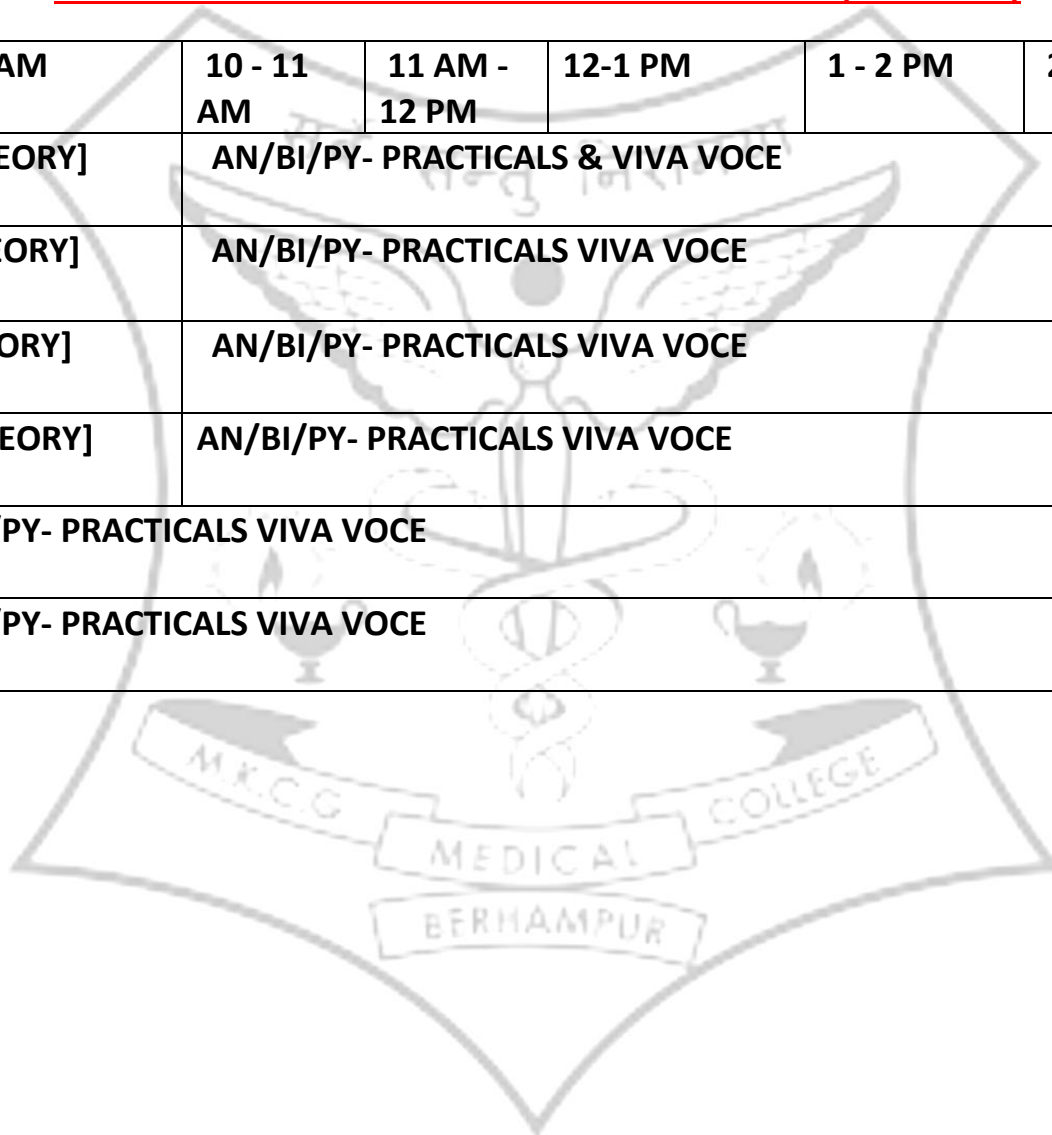 AM 10 - 11 11 AM - 12-1 PM 1 - 2 PM 2
AM 12 PM
EORY] AN/BI/PY- PRACTICALS & VIVA VOCE
EORY] AN/BI/PY- PRACTICALS VIVA VOCE
ORY] AN/BI/PY- PRACTICALS VIVA VOCE
EORY] AN/BI/PY- PRACTICALS VIVA VOCE
/PY- PRACTICALS VIVA VOCE
/PY- PRACTICALS VIVA VOCE
M.K.C.G
MEDICAL
COLLEGE
BERHAMPUR